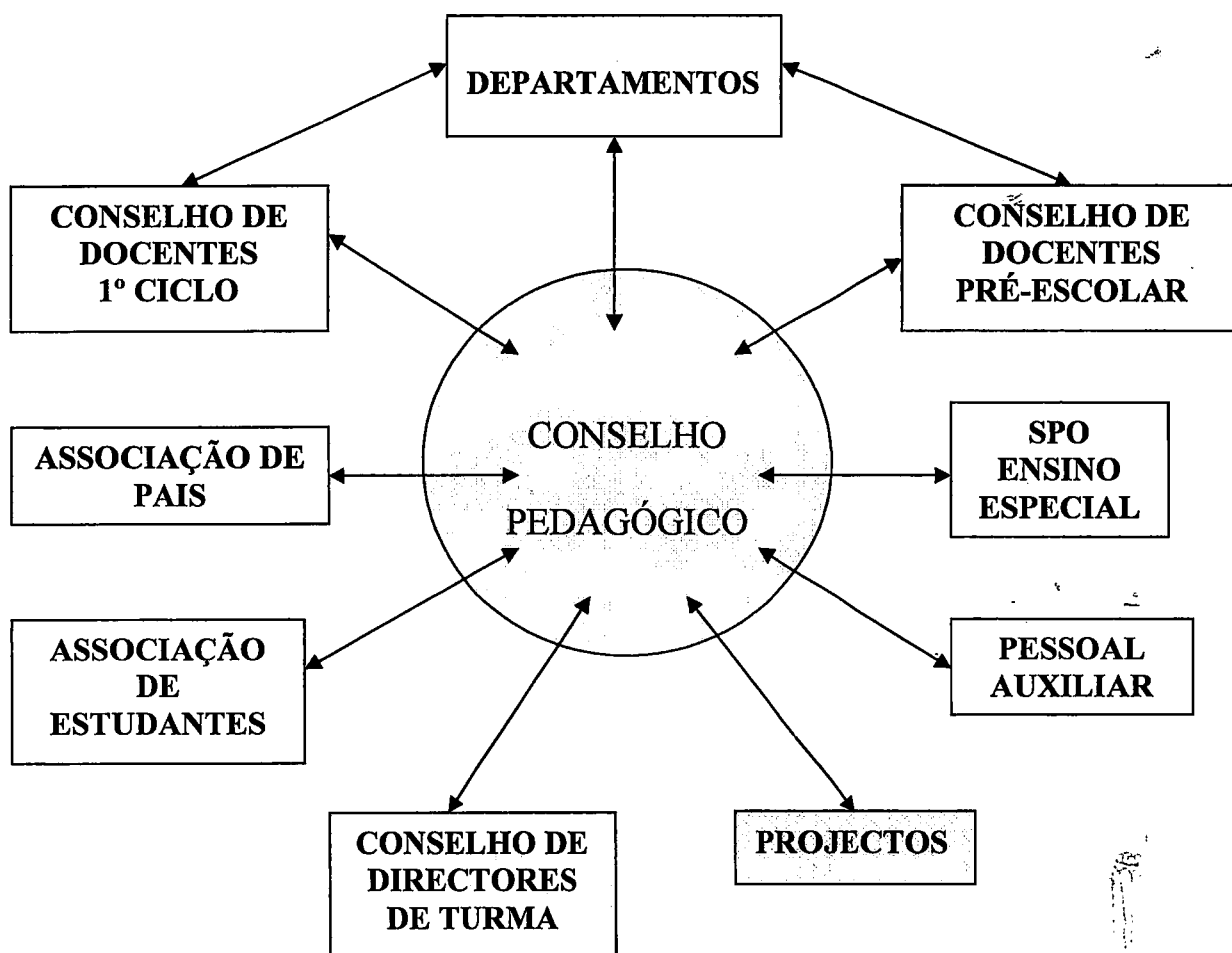 DEPARTAMENTOS
CONSELHO DE
DOCENTES
1º CICLO
CONSELHO DE
DOCENTES
PRÉ-ESCOLAR
CONSELHO
PEDAGÓGICO
ASSOCIAÇÃO DE
PAIS
SPO
ENSINO
ESPECIAL
ASSOCIAÇÃO
DE
ESTUDANTES
PESSOAL
AUXILIAR
CONSELHO DE
DIRECTORES
DE TURMA
PROJECTOS